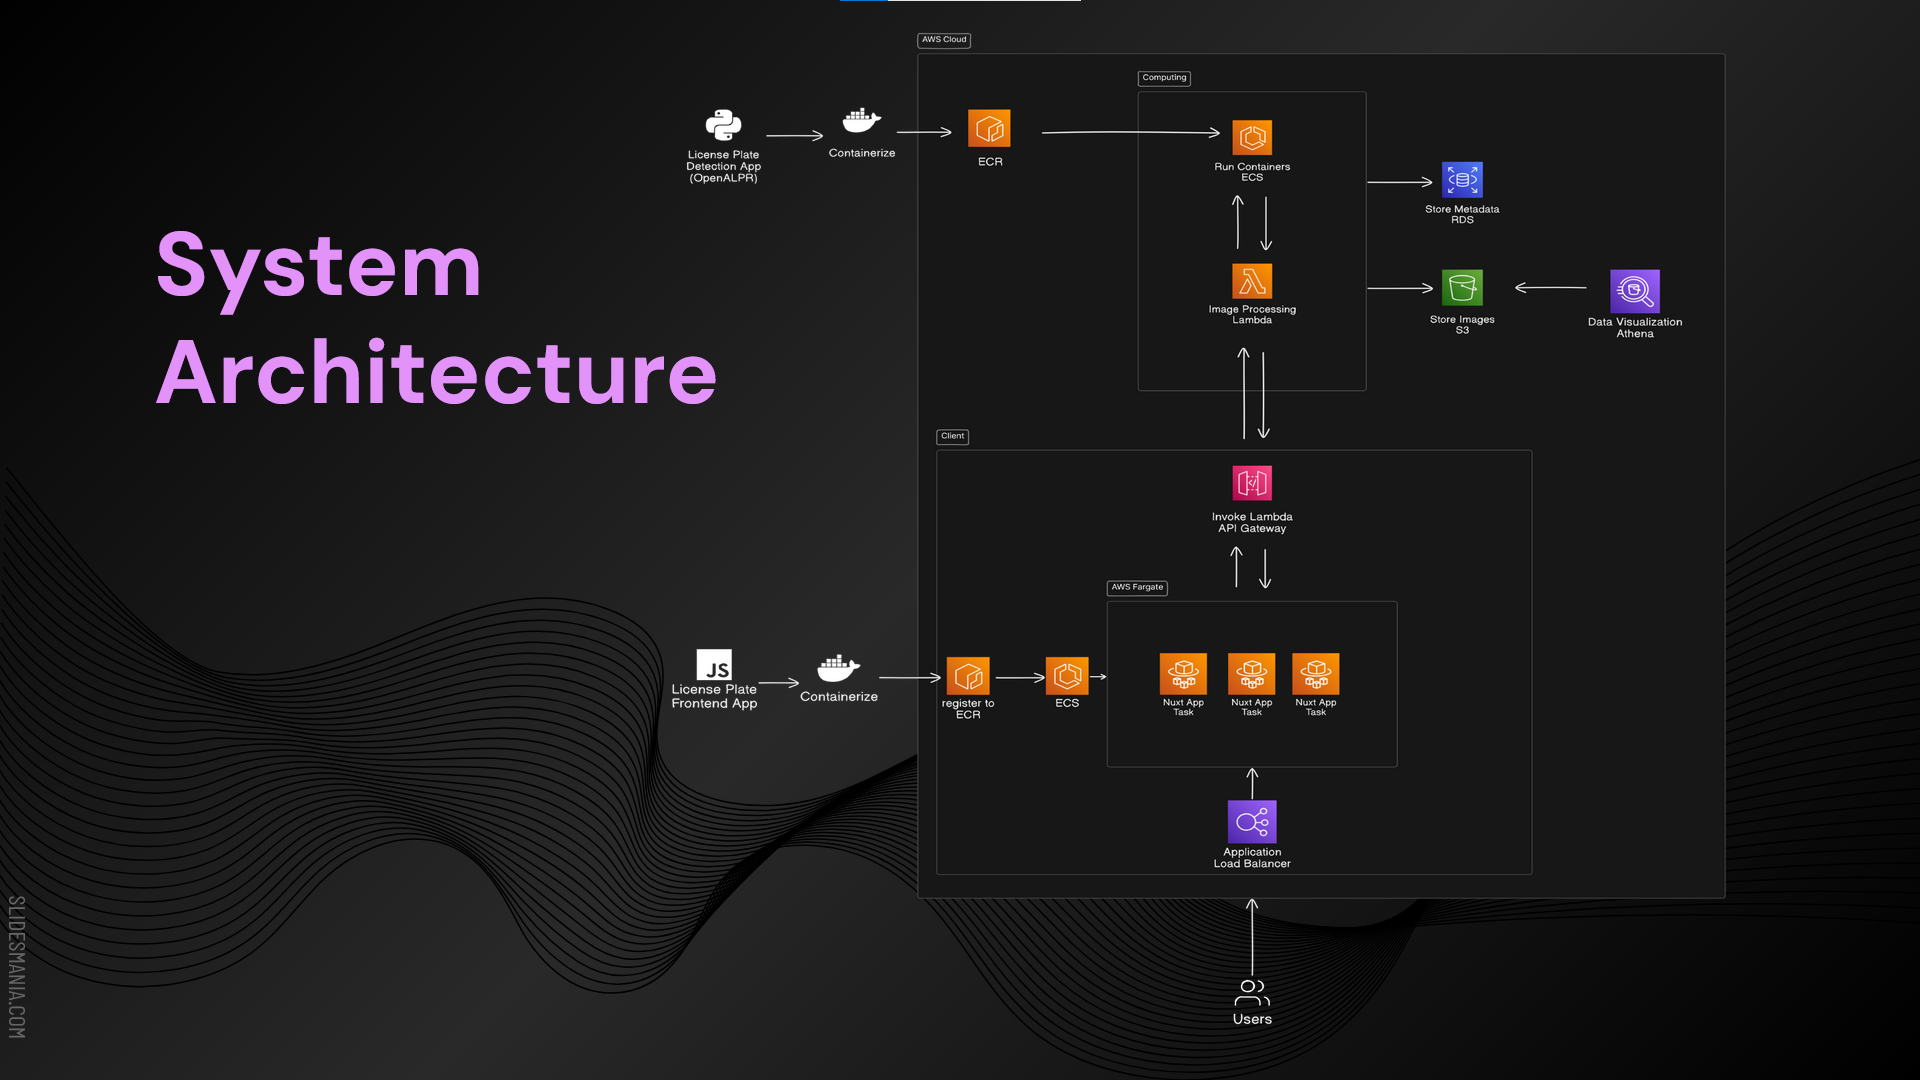 System
Architecture
AWS Cloud
Computing
License Plate
Detection App
(OpenALPR)
Containerize
ECR
Run Containers
ECS
Store Metadata
RDS
Image Processing
Lambda
Store Images
S3
Data Visualization
Athena
Client
Invoke Lambda
API Gateway
AWS Fargate
JS
License Plate
Frontend App
Containerize
register to
ECR
ECS
Nuxt App
Task
Nuxt App
Task
Nuxt App
Task
Application
Load Balancer
Users
SLIDESMANIA.COM